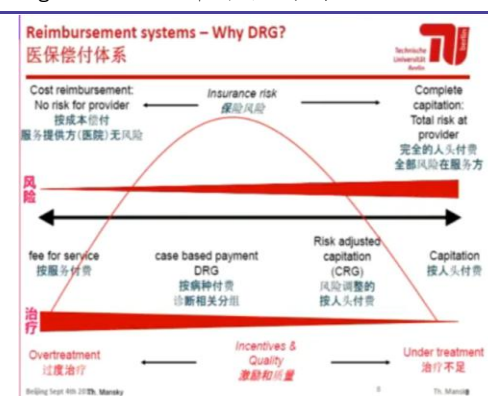 Reimbursement systems – Why DRG?
医保偿付体系
Technische
Universität
Berlin
berlin
Cost reimbursement:
No risk for provider
按成本偿付
服务提供方(医院)无风险
Insurance risk
保险风险
Complete
capitation:
Total risk at
provider
完全的人头付费
全部风险在服务方
风险
fee for service
按服务付费
case based payment
DRG
按病种付费
诊断相关分组
Risk adjusted
capitation
(CRG)
风险调整的
按人头付费
Capitation
按人头付费
治疗
Overtreatment
过度治疗
Incentives &
Quality
激励和质量
Under treatment
治疗不足
Beijing Sept 4th
Th. Mansky
8
Th. Mansky